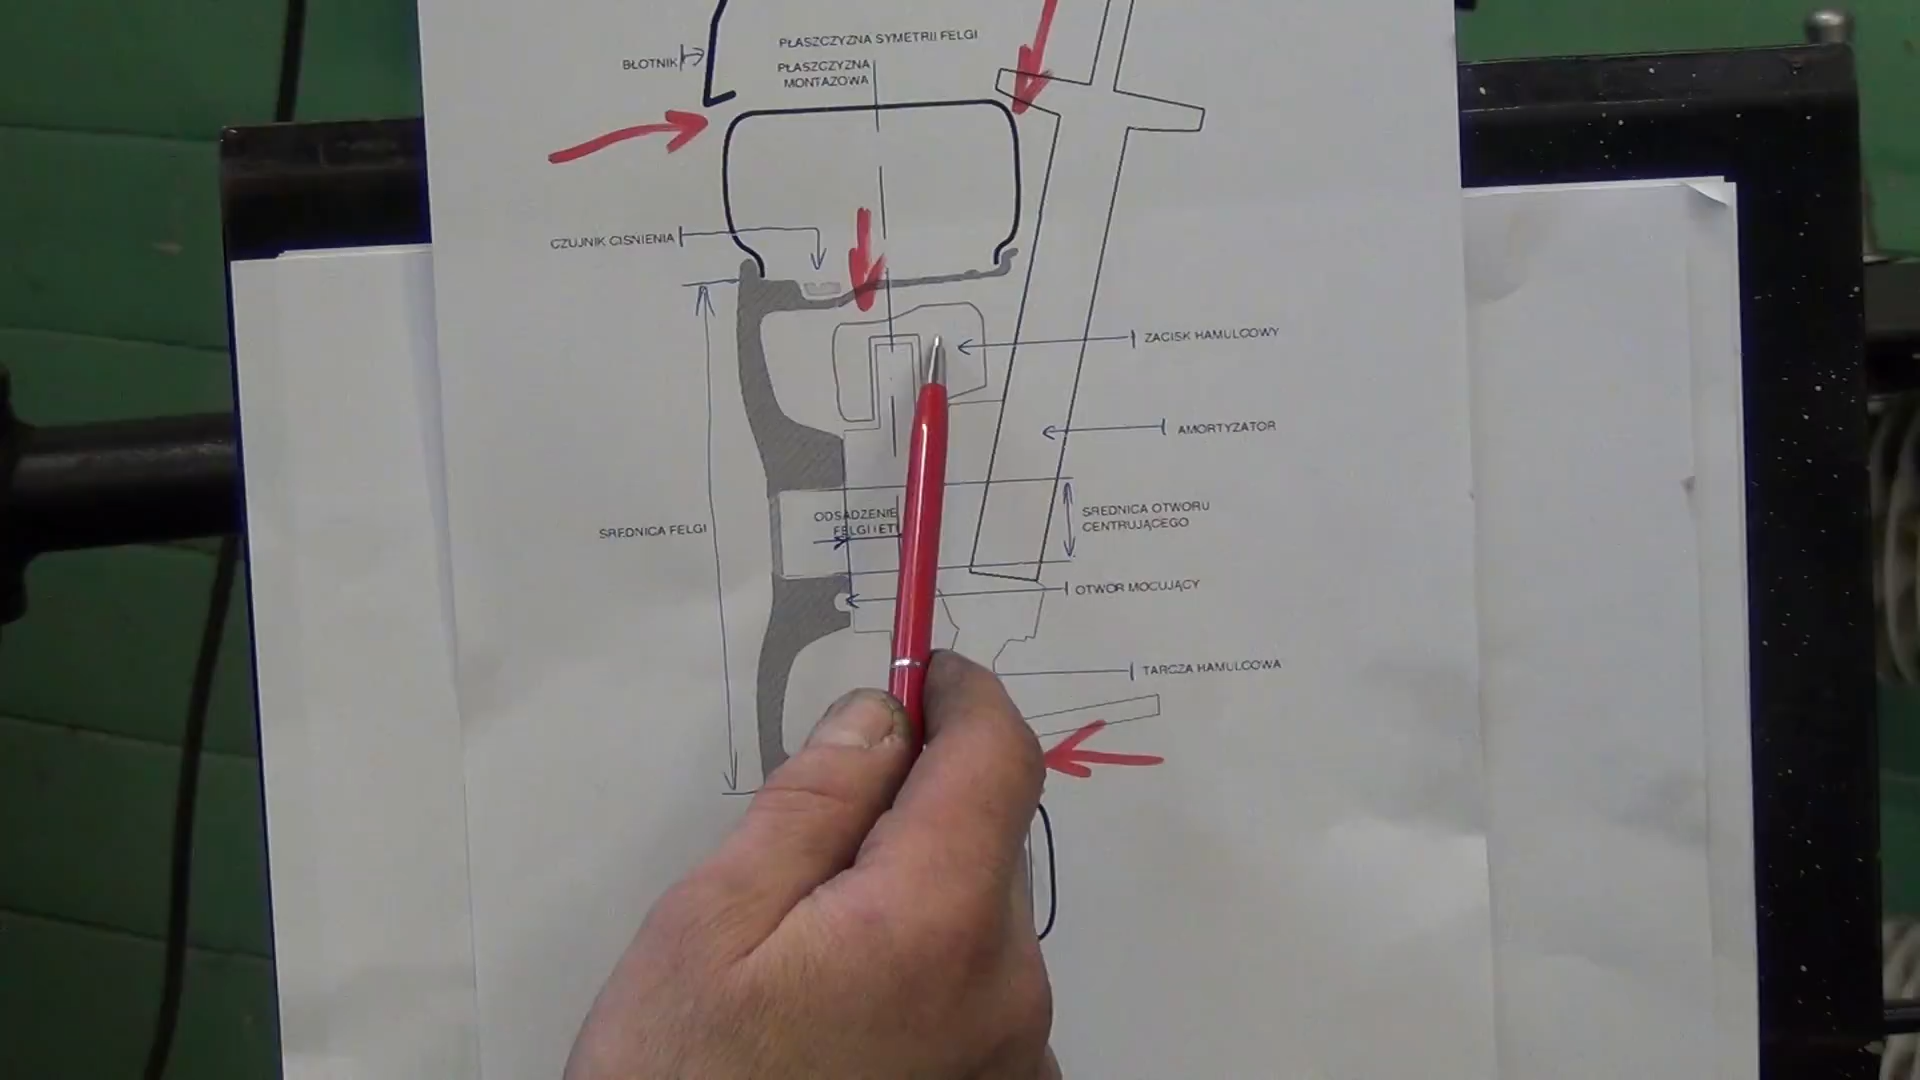 PŁASZCZYZNA SYMETRII FELGI
BŁOTNIK
PŁASZCZYZNA
MONTAŻOWA
CZUJNIK CIŚNIENIA
ZACISK HAMULCOWY
AMORTYZATOR
ODSADZENIE
FELGI ET
ŚREDNICA FELGI
ŚREDNICA OTWORU
CENTRUJĄCEGO
OTWÓR MOCUJĄCY
TARCZA HAMULCOWA